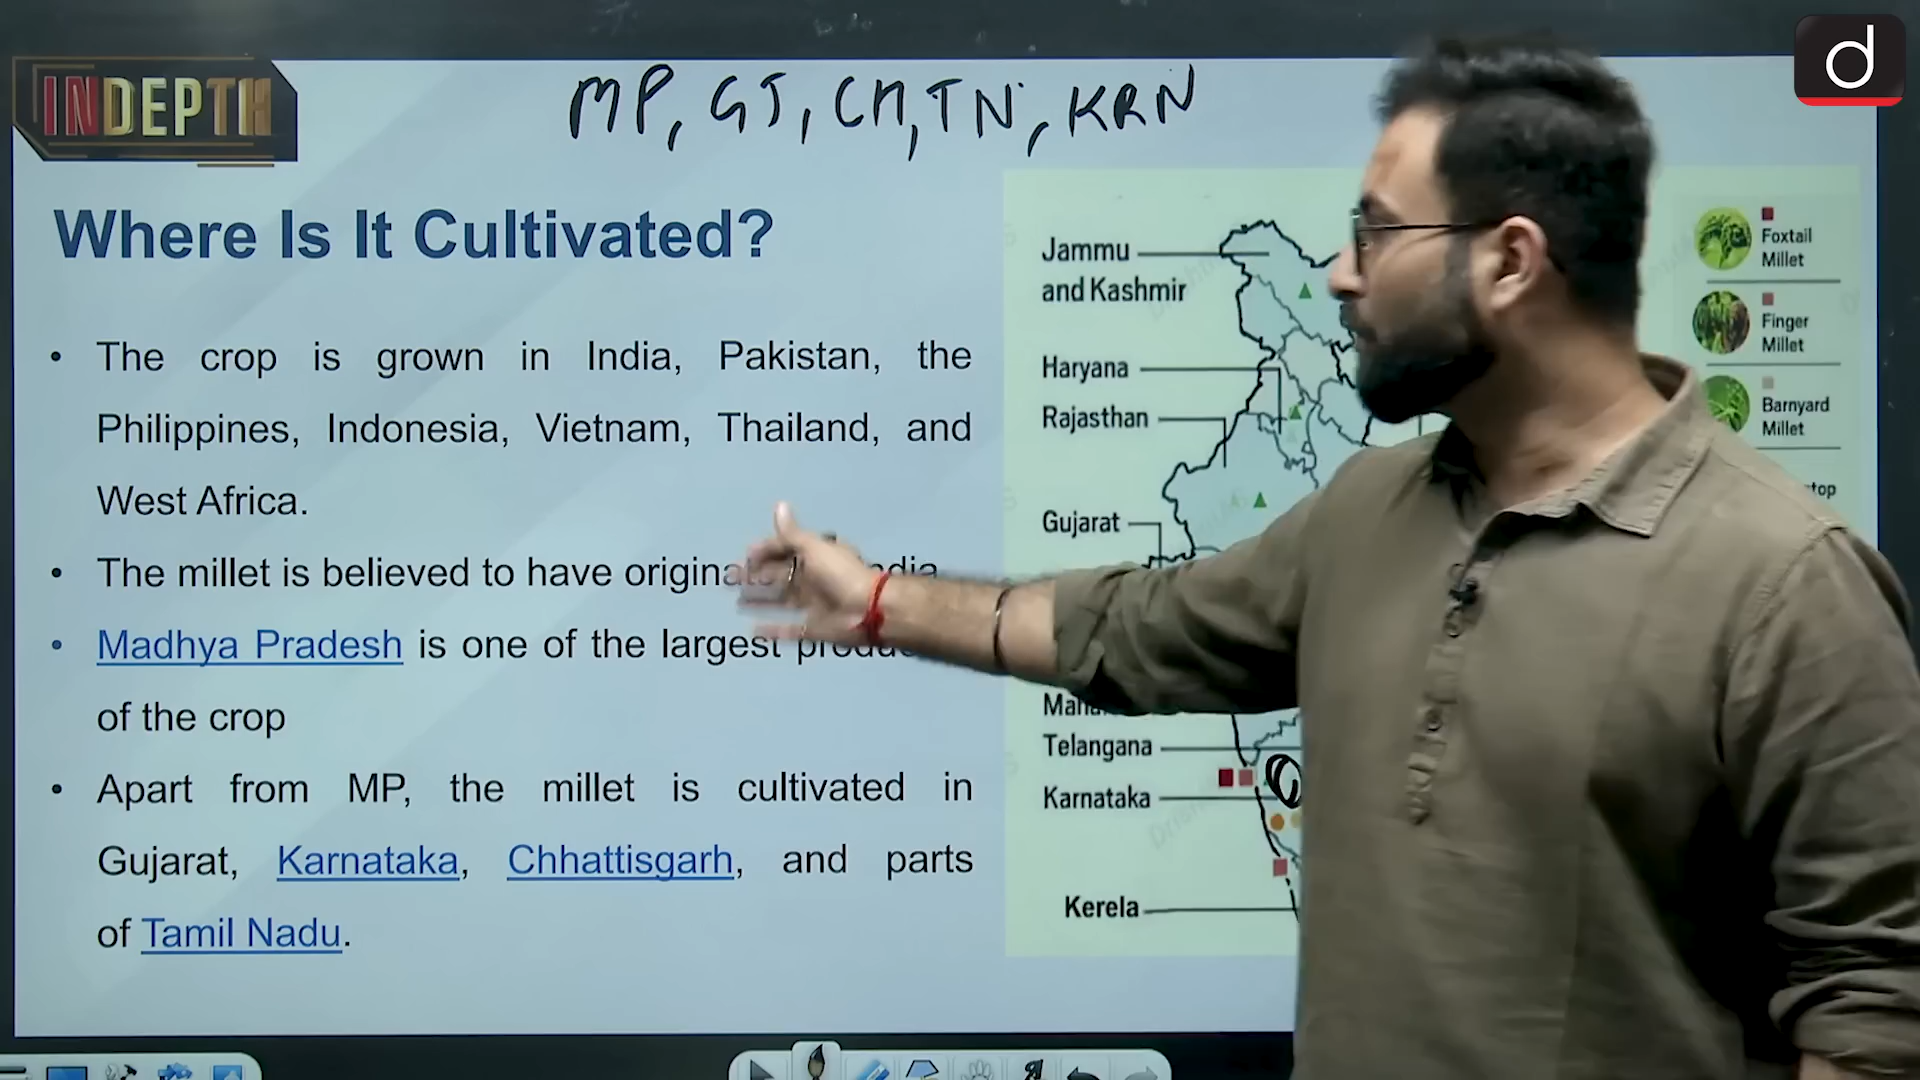 d
INDEPTH
MP, GJ, CH, TN, KRN
Where Is It Cultivated?
• The crop is grown in India, Pakistan, the
Philippines, Indonesia, Vietnam, Thailand, and
West Africa.
• The millet is believed to have
• Madhya Pradesh is one of the largest
of the crop
• Apart from MP, the millet is cultivated in
Gujarat, Karnataka, Chhattisgarh, and parts
of Tamil Nadu.
Jammu
and Kashmir
Haryana
Rajasthan
Gujarat
Telangana
Karnataka
Kerela
Foxtail
Millet
Finger
Millet
Barnyard
Millet